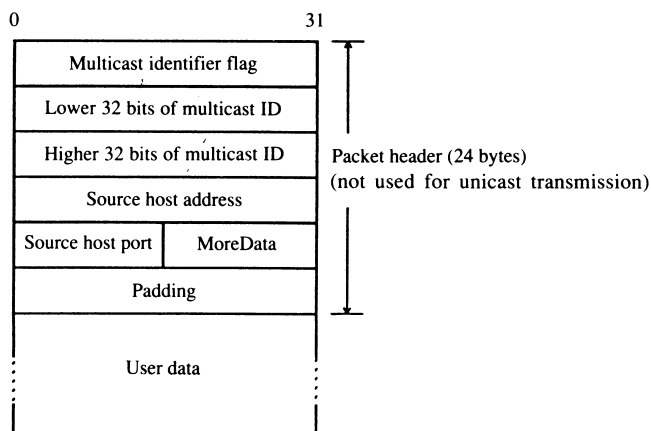 0 31
Multicast identifier flag
Lower 32 bits of multicast ID
Higher 32 bits of multicast ID
Packet header (24 bytes)
(not used for unicast transmission)
Source host address
Source host port MoreData
Padding
User data